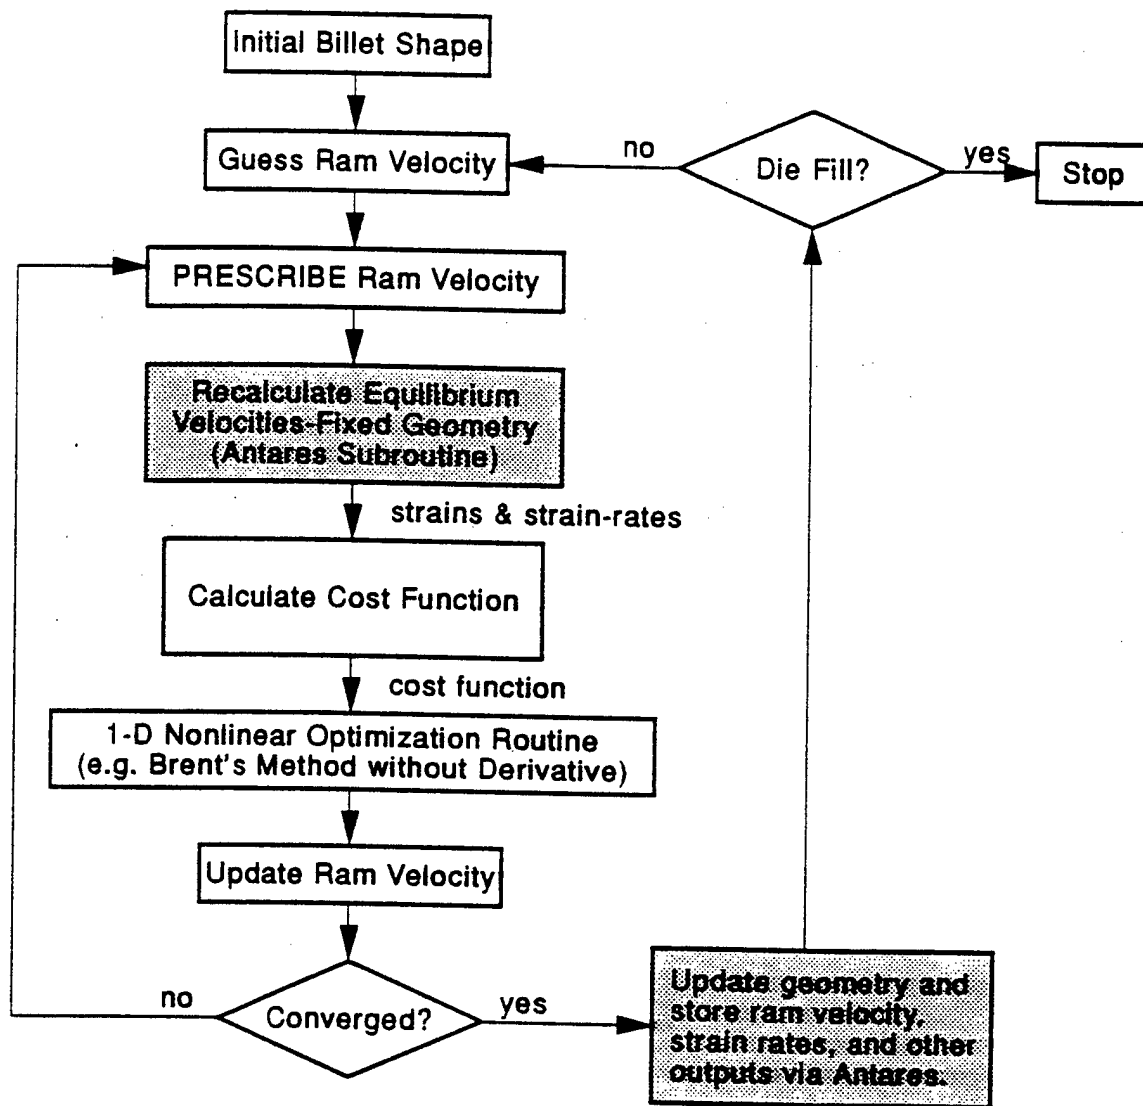 Initial Billet Shape
Guess Ram Velocity
no
Die Fill?
yes
Stop
PRESCRIBE Ram Velocity
Recalculate Equilibrium
Velocities-Fixed Geometry
(Antares Subroutine)
strains & strain-rates
Calculate Cost Function
cost function
1-D Nonlinear Optimization Routine
(e.g. Brent's Method without Derivative)
Update Ram Velocity
no
Converged?
yes
Update geometry and
store ram velocity,
strain rates, and other
outputs via Antares.